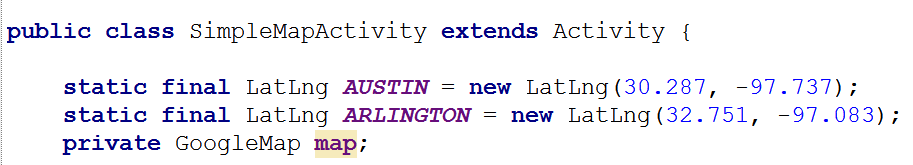 public class SimpleMapActivity extends Activity {
static final LatLng AUSTIN = new LatLng(30.287, -97.737);
static final LatLng ARLINGTON = new LatLng(32.751, -97.083);
private GoogleMap map;